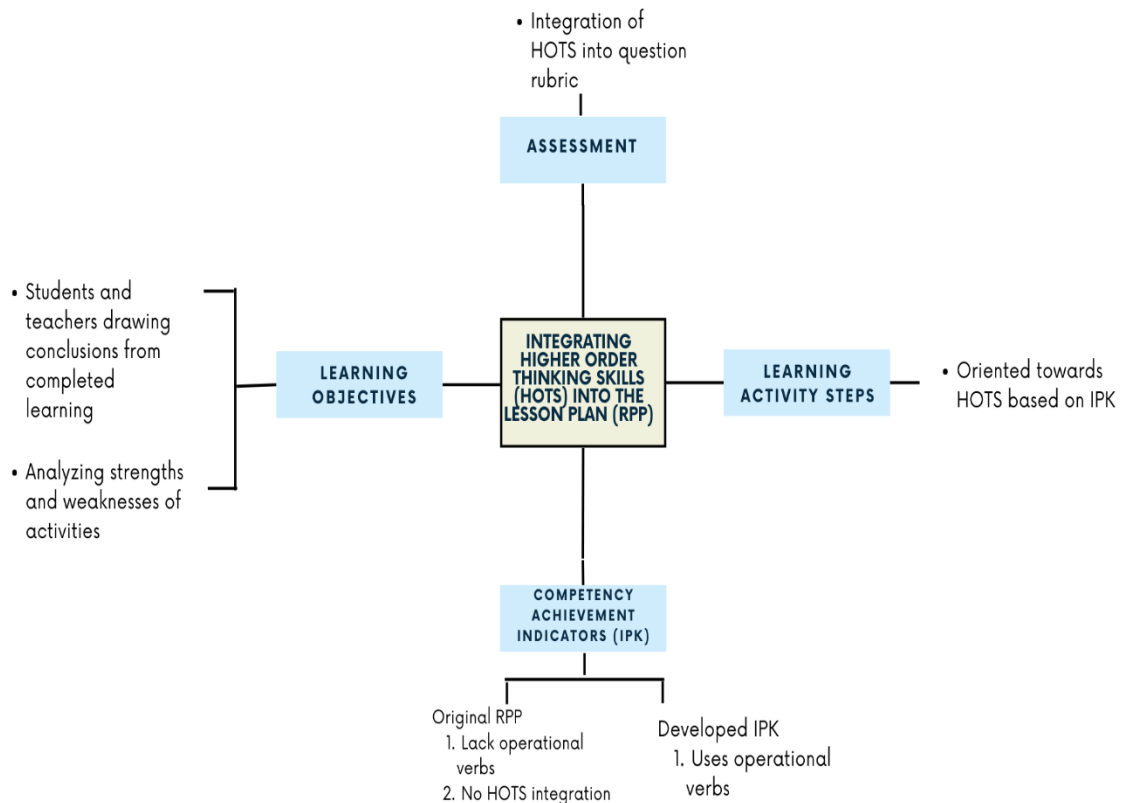 • Integration of
HOTS into question
rubric
ASSESSMENT
• Students and
teachers drawing
conclusions from
completed
learning
• Analyzing strengths
and weaknesses of
activities
LEARNING
OBJECTIVES
INTEGRATING
HIGHER ORDER
THINKING SKILLS
(HOTS) INTO THE
LESSON PLAN (RPP)
LEARNING
ACTIVITY STEPS
• Oriented towards
HOTS based on IPK
COMPETENCY
ACHIEVEMENT
INDICATORS (IPK)
Original RPP
1. Lack operational
verbs
2. No HOTS integration
Developed IPK
1. Uses operational
verbs